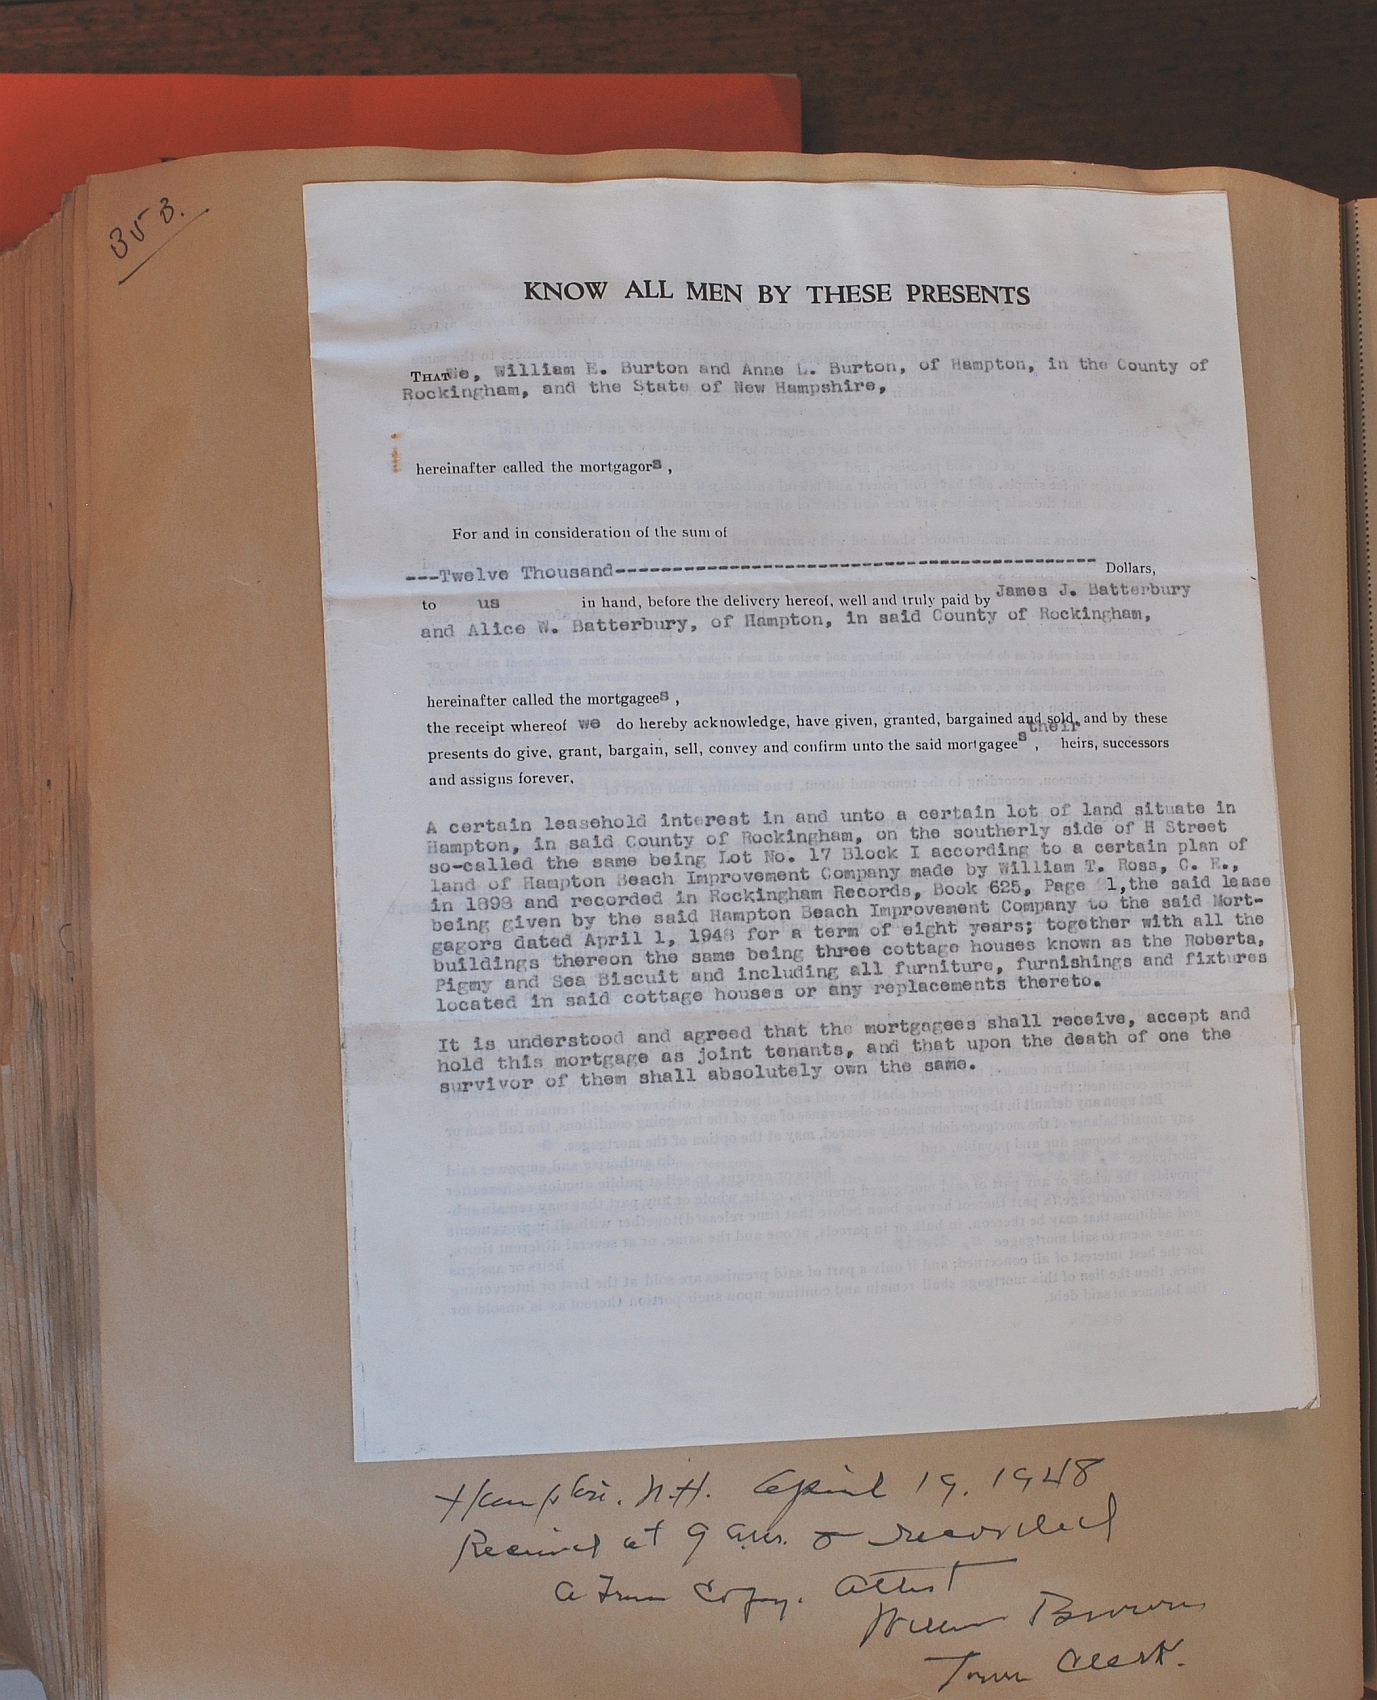 353.
KNOW ALL MEN BY THESE PRESENTS
THAT We, William E. Burton and Anne L. Burton, of Hampton, in the County of
Rockingham, and the State of New Hampshire,
hereinafter called the mortgagors ,
For and in consideration of the sum of
---Twelve Thousand------------------------------------------------------ Dollars,
to us in hand, before the delivery hereof, well and truly paid by James J. Batterbury
and Alice W. Batterbury, of Hampton, in said County of Rockingham,
hereinafter called the mortgagees ,
the receipt whereof we do hereby acknowledge, have given, granted, bargained and sold, and by these
presents do give, grant, bargain, sell, convey and confirm unto the said mortgagees , their heirs, successors
and assigns forever.
A certain leasehold interest in and unto a certain lot of land situate in
Hampton, in said County of Rockingham, on the southerly side of H Street
so-called the same being Lot No. 17 Block I according to a certain plan of
land of Hampton Beach Improvement Company made by William T. Ross, C. E.,
in 1898 and recorded in Rockingham Records, Book 625, Page 1,the said lease
being given by the said Hampton Beach Improvement Company to the said Mort-
gagors dated April 1, 1948 for a term of eight years; together with all the
buildings thereon the same being three cottage houses known as the Roberta,
Pigmy and Sea Biscuit and including all furniture, furnishings and fixtures
located in said cottage houses or any replacements thereto.
It is understood and agreed that the mortgagees shall receive, accept and
hold this mortgage as joint tenants, and that upon the death of one the
survivor of them shall absolutely own the same.
Hampton. N.H. April 19. 1948
Received at 9 a.m. & recorded
a True Copy. Attest
Brown
Town Clerk.